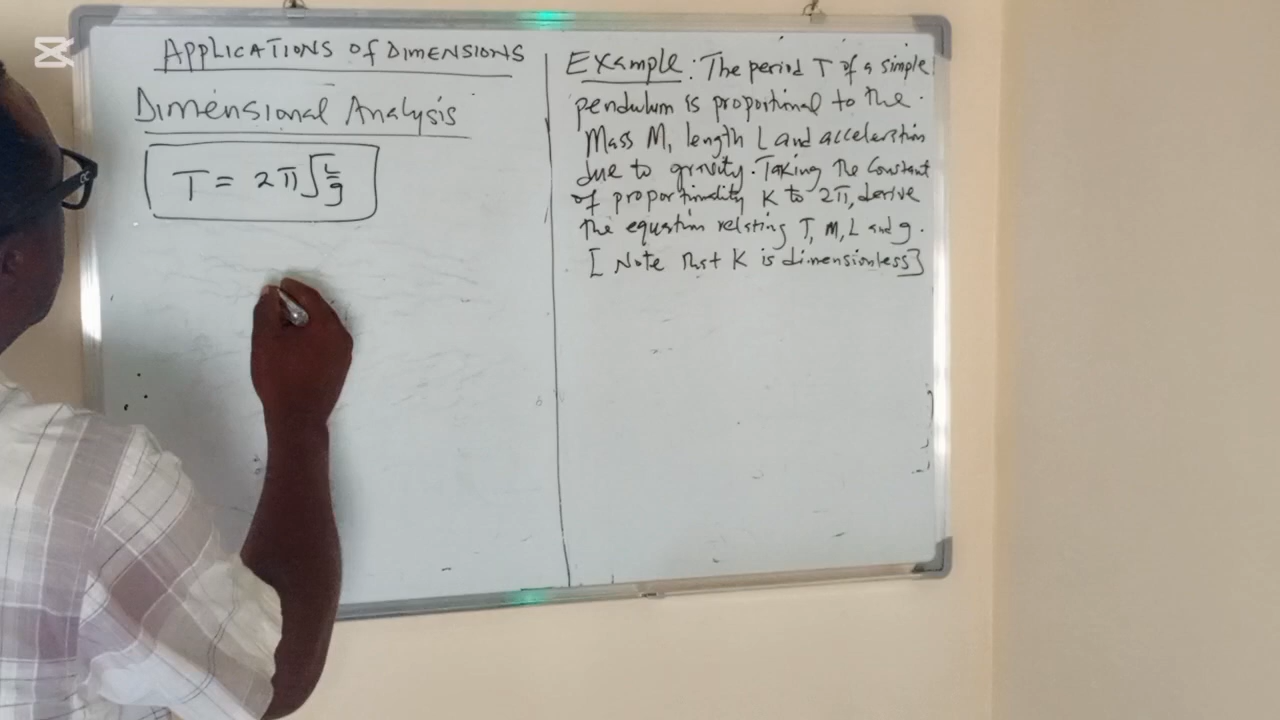 APPLICATIONS OF DIMENSIONS
Dimensional Analysis
T = 2π√L/g
Example: The period T of a simple
pendulum is proportional to the
Mass M, length L and acceleration
due to gravity. Taking The Constant
of proportionality K to 2π, derive
the equation relating T, M, L and g.
[Note that K is dimensionless]